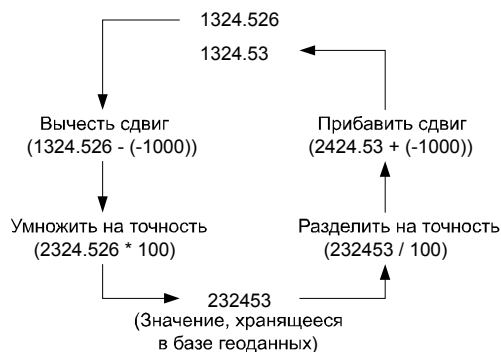 1324.526
1324.53
Вычесть сдвиг
(1324.526 - (-1000))
Прибавить сдвиг
(2424.53 + (-1000))
Умножить на точность
(2324.526 * 100)
Разделить на точность
(232453 / 100)
232453
(Значение, хранящееся
в базе геоданных)